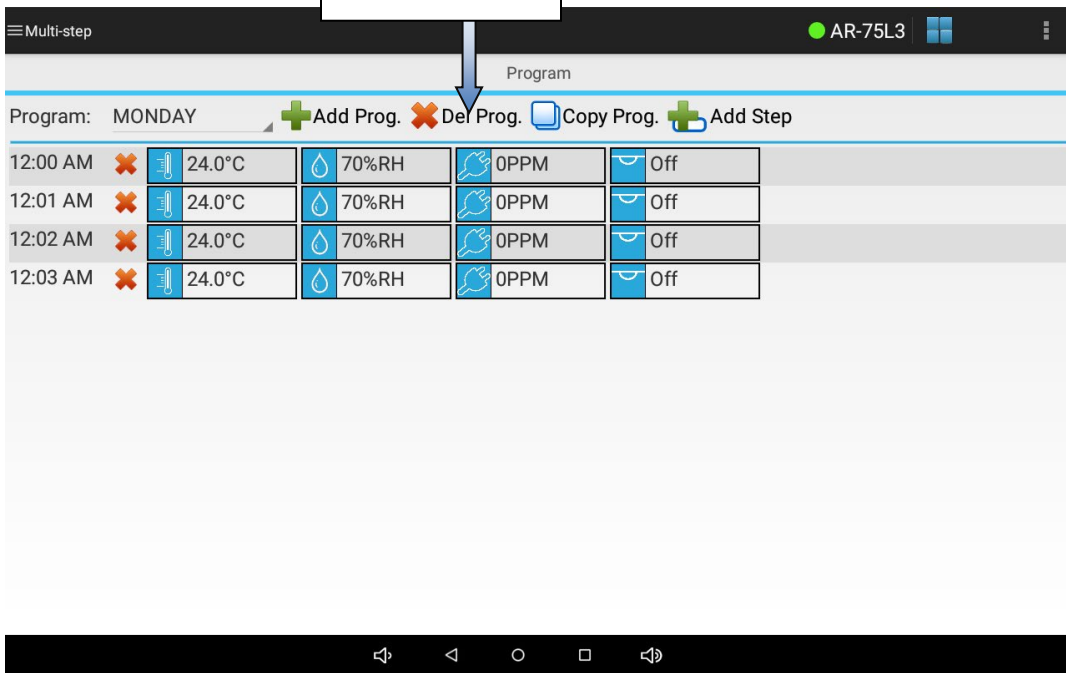 Multi-step AR-75L3
Program
Program: MONDAY Add Prog. Del Prog. Copy Prog. Add Step
12:00 AM 24.0°C 70%RH 0PPM Off
12:01 AM 24.0°C 70%RH 0PPM Off
12:02 AM 24.0°C 70%RH 0PPM Off
12:03 AM 24.0°C 70%RH 0PPM Off